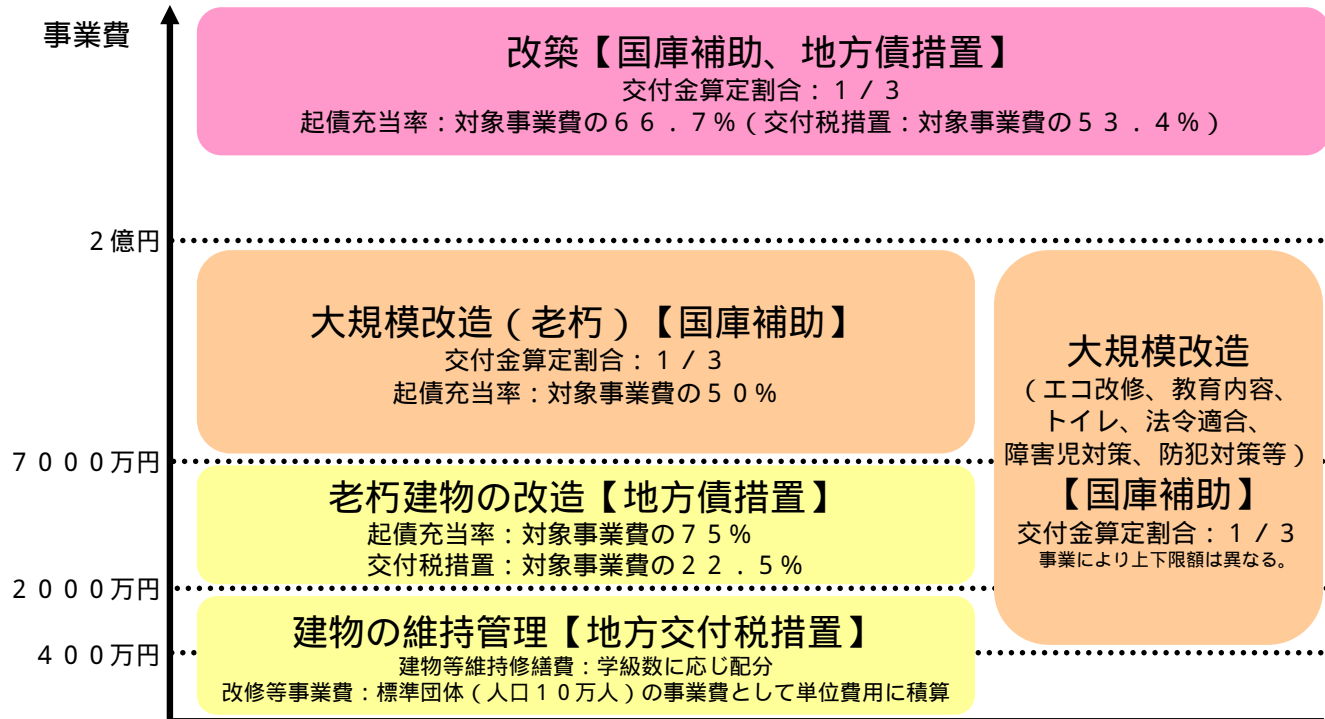 事業費
改築【国庫補助、地方債措置】
交付金算定割合：１／３
起債充当率：対象事業費の６６．７％（交付税措置：対象事業費の５３．４％）
２億円
大規模改造（老朽）【国庫補助】
交付金算定割合：１／３
起債充当率：対象事業費の５０％
大規模改造
（エコ改修、教育内容、
トイレ、法令適合、
障害児対策、防犯対策等）
【国庫補助】
交付金算定割合：１／３
事業により上下限額は異なる。
７０００万円
老朽建物の改造【地方債措置】
起債充当率：対象事業費の７５％
交付税措置：対象事業費の２２．５％
２０００万円
建物の維持管理【地方交付税措置】
建物等維持修繕費：学級数に応じ配分
改修等事業費：標準団体（人口１０万人）の事業費として単位費用に積算
４００万円